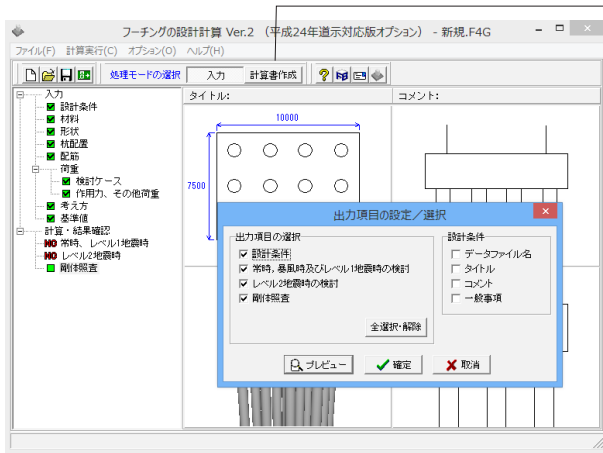 フーチングの設計計算 Ver.2 (平成24年道示対応版オプション) - 新規.F4G
ファイル(F) 計算実行(C) オプション(O) ヘルプ(H)
処理モードの選択 入力 計算書作成
入力
設計条件
材料
形状
杭配置
配筋
荷重
検討ケース
作用力、その他荷重
考え方
基準値
計算・結果確認
NO 常時、レベル1地震時
NO レベル2地震時
剛体照査
タイトル: コメント:
10000
7500
出力項目の設定/選択
出力項目の選択
設計条件
常時，暴風時及びレベル1地震時の検討
レベル2地震時の検討
剛体照査
全選択・解除
設計条件
データファイル名
タイトル
コメント
一般事項
プレビュー 確定 取消